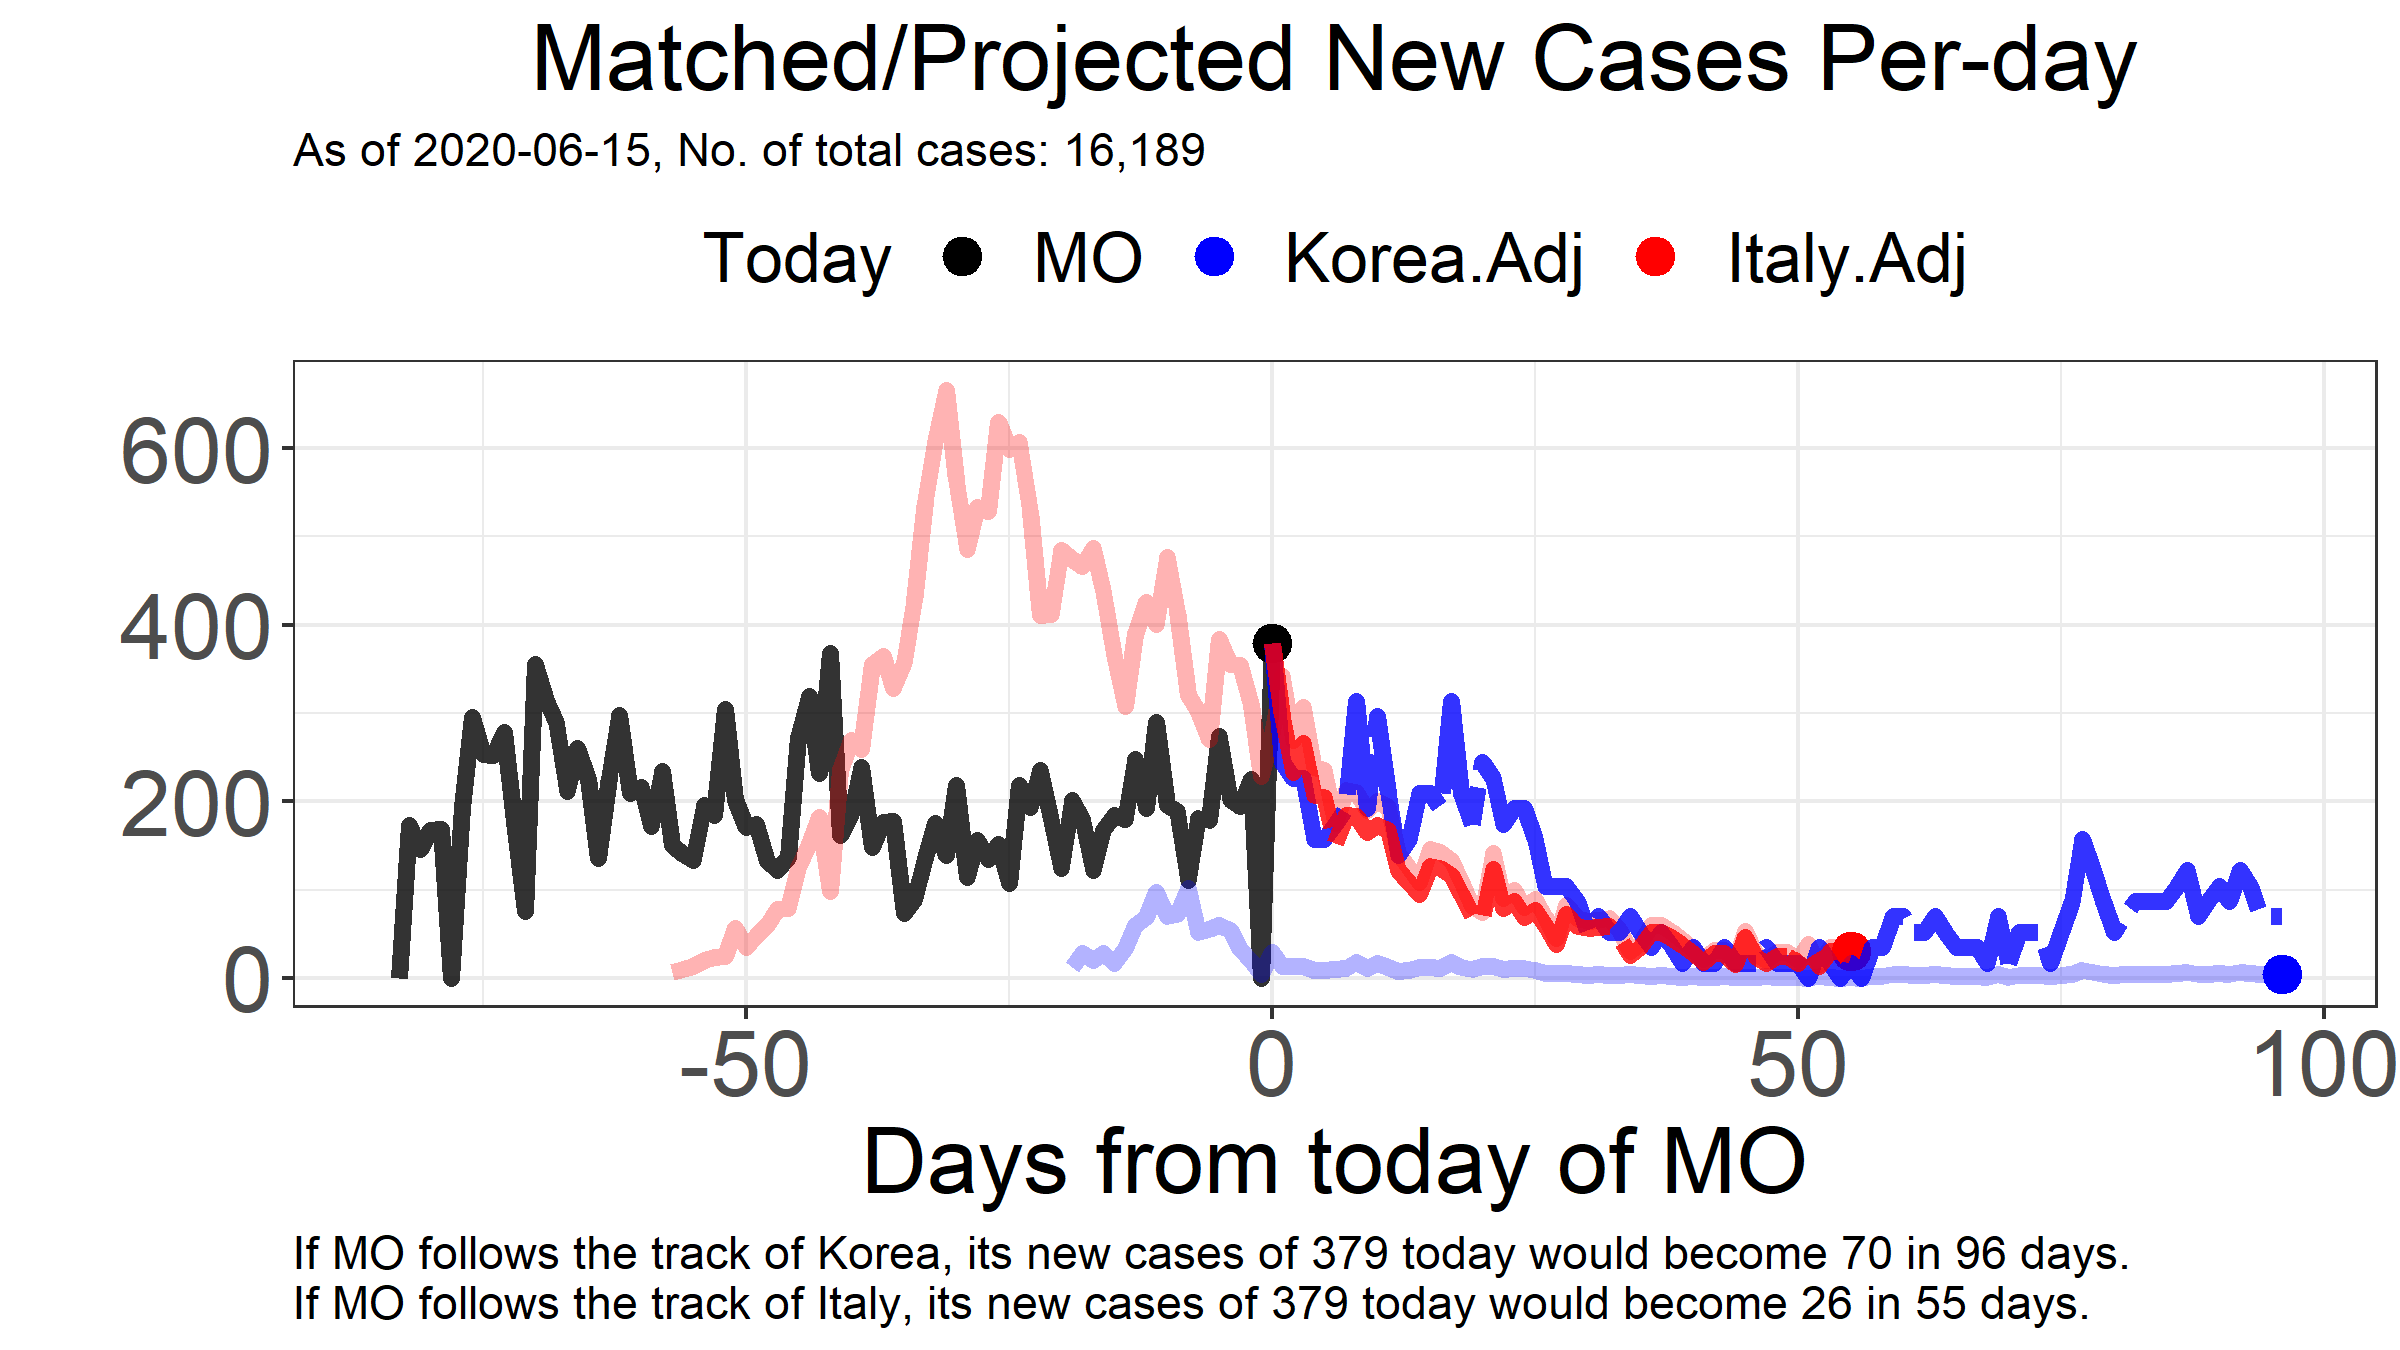 Matched/Projected New Cases Per-day
As of 2020-06-15, No. of total cases: 16,189
Today MO Korea.Adj Italy.Adj
600
400
200
0
-50 0 50 100
Days from today of MO
If MO follows the track of Korea, its new cases of 379 today would become 70 in 96 days.
If MO follows the track of Italy, its new cases of 379 today would become 26 in 55 days.